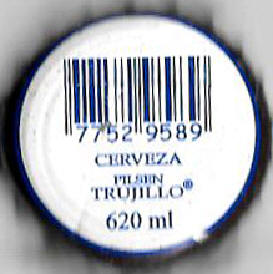 7752 9589
CERVEZA
PILSEN
TRUJILLO®
620 ml